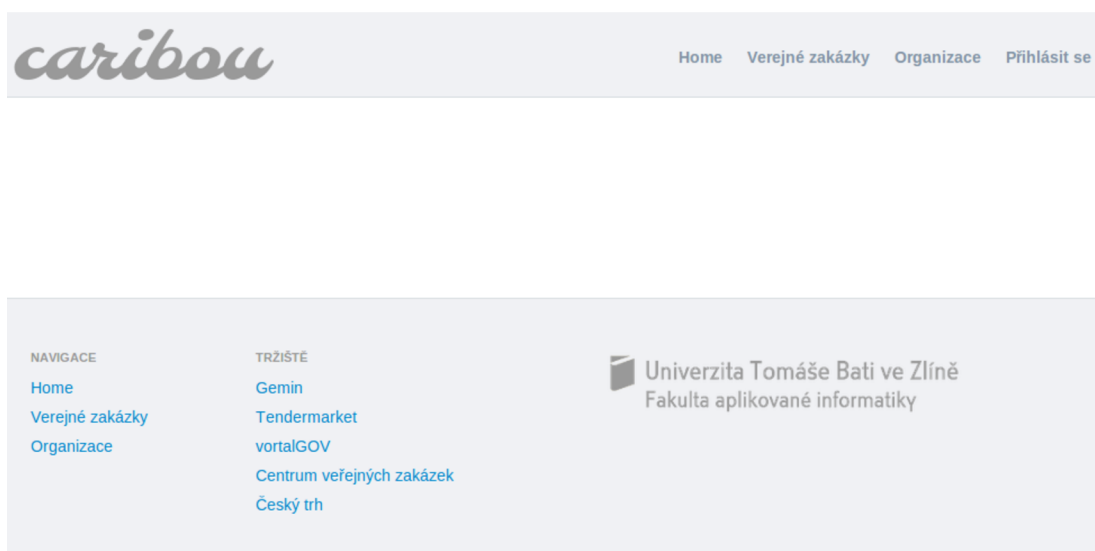 caribou
Home Verejné zakázky Organizace Přihlásit se
NAVIGACE
Home
Verejné zakázky
Organizace
TRŽIŠTĚ
Gemin
Tendermarket
vortalGOV
Centrum veřejných zakázek
Český trh
Univerzita Tomáše Bati ve Zlíně
Fakulta aplikované informatiky